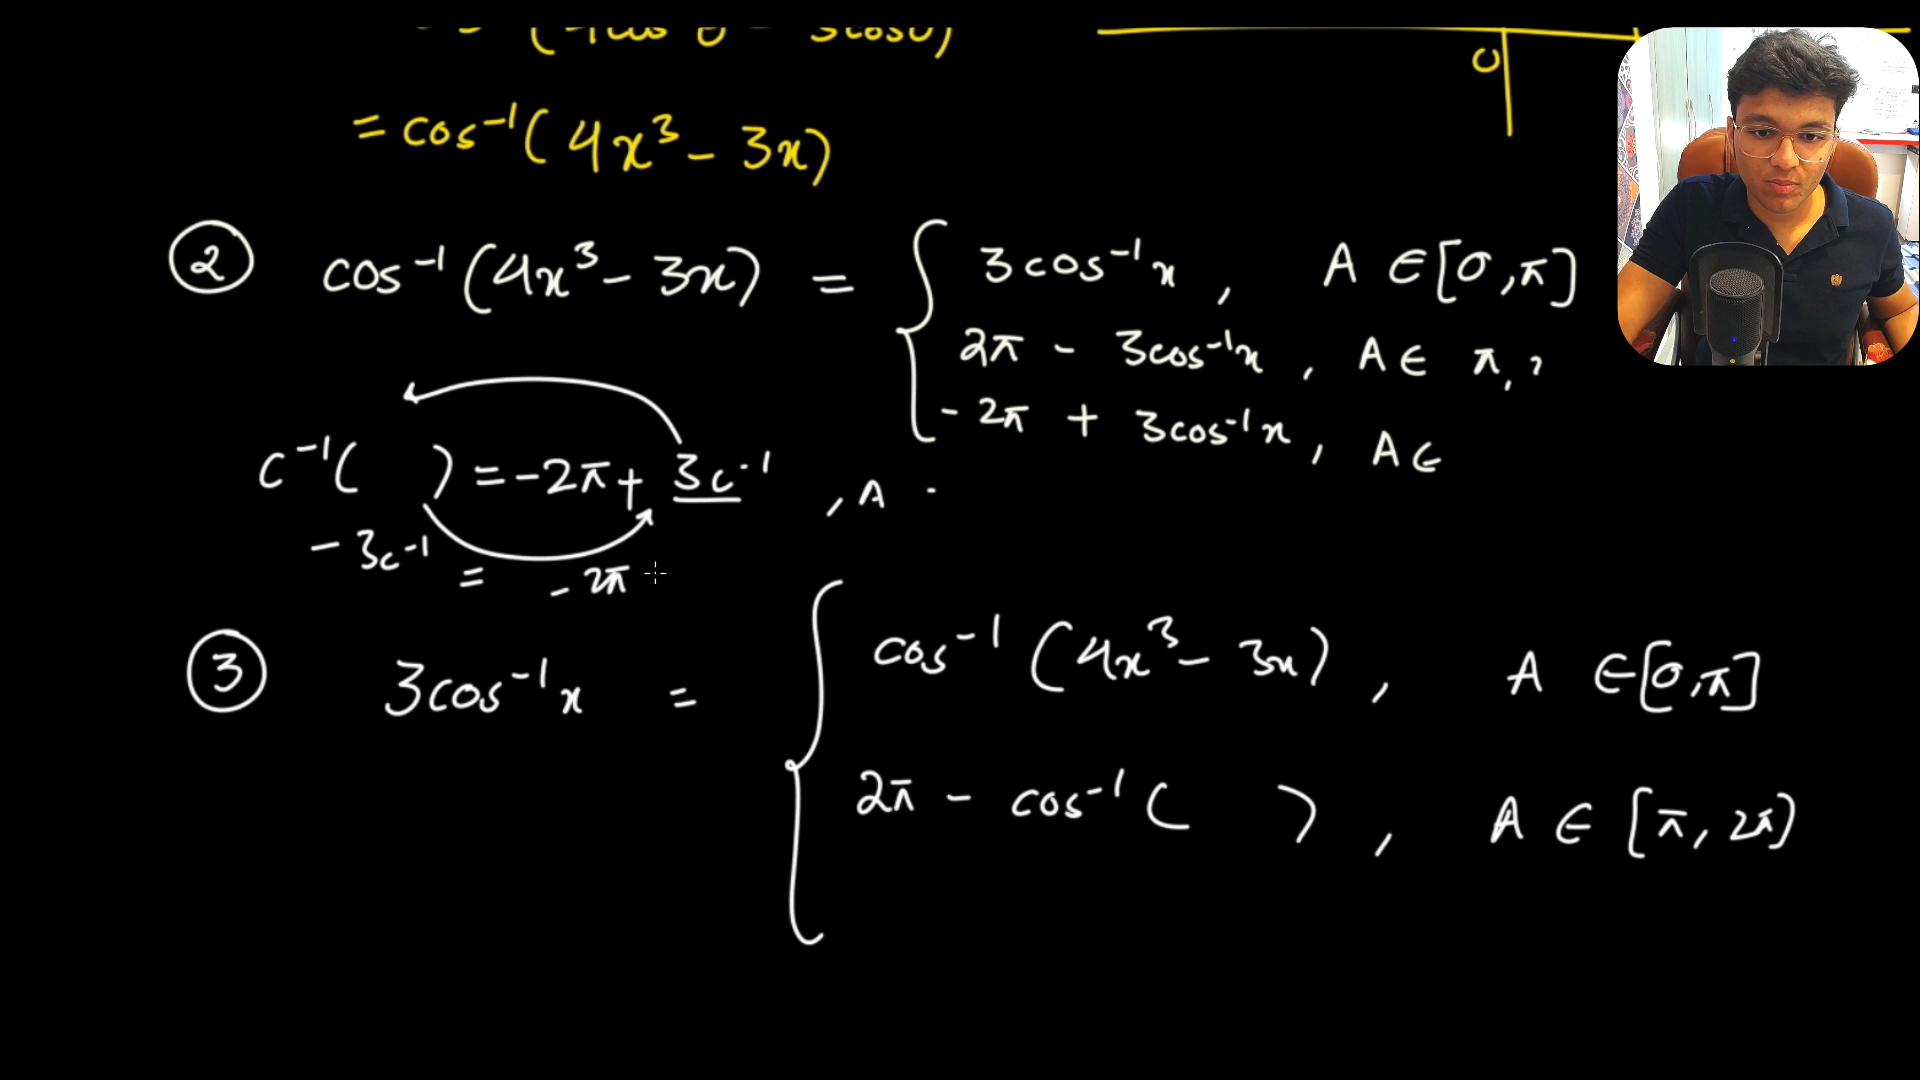 = cos⁻¹(4x³ - 3x)
② cos⁻¹(4x³ - 3x) = { 3cos⁻¹x , A ∈ [0, π]
2π - 3cos⁻¹x , A ∈ π,
-2π + 3cos⁻¹x , A ∈
c⁻¹( ) = -2π + 3c⁻¹ , A
-3c⁻¹ = -2π
③ 3cos⁻¹x = { cos⁻¹(4x³ - 3x) , A ∈ [0, π]
2π - cos⁻¹( ) , A ∈ [π, 2π)
0